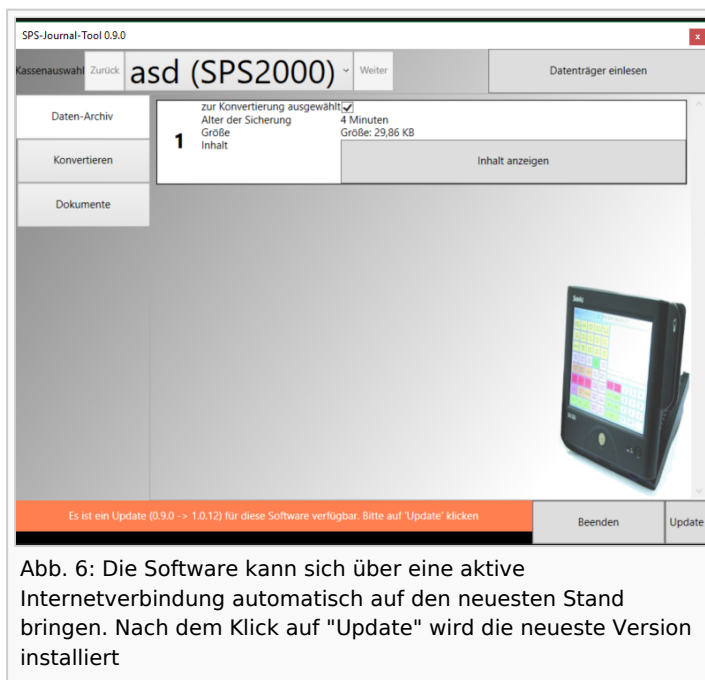 SPS-Journal-Tool 0.9.0
x
Kassenauswahl Zurück asd (SPS2000) Weiter Datenträger einlesen
Daten-Archiv
Konvertieren
Dokumente
1
zur Konvertierung ausgewählt
Alter der Sicherung 4 Minuten
Größe Größe: 29,86 KB
Inhalt Inhalt anzeigen
Es ist ein Update (0.9.0 -> 1.0.12) für diese Software verfügbar. Bitte auf 'Update' klicken
Beenden Update
Abb. 6: Die Software kann sich über eine aktive
Internetverbindung automatisch auf den neuesten Stand
bringen. Nach dem Klick auf "Update" wird die neueste Version
installiert